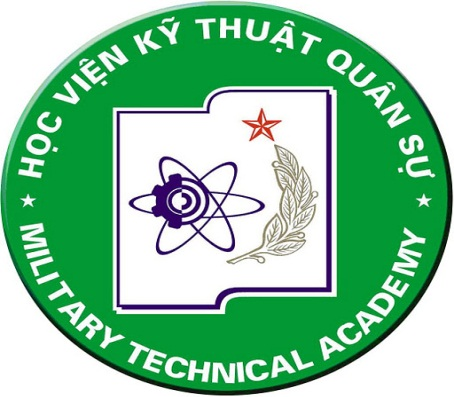 HỌC VIỆN KỸ THUẬT QUÂN SỰ
MILITARY TECHNICAL ACADEMY